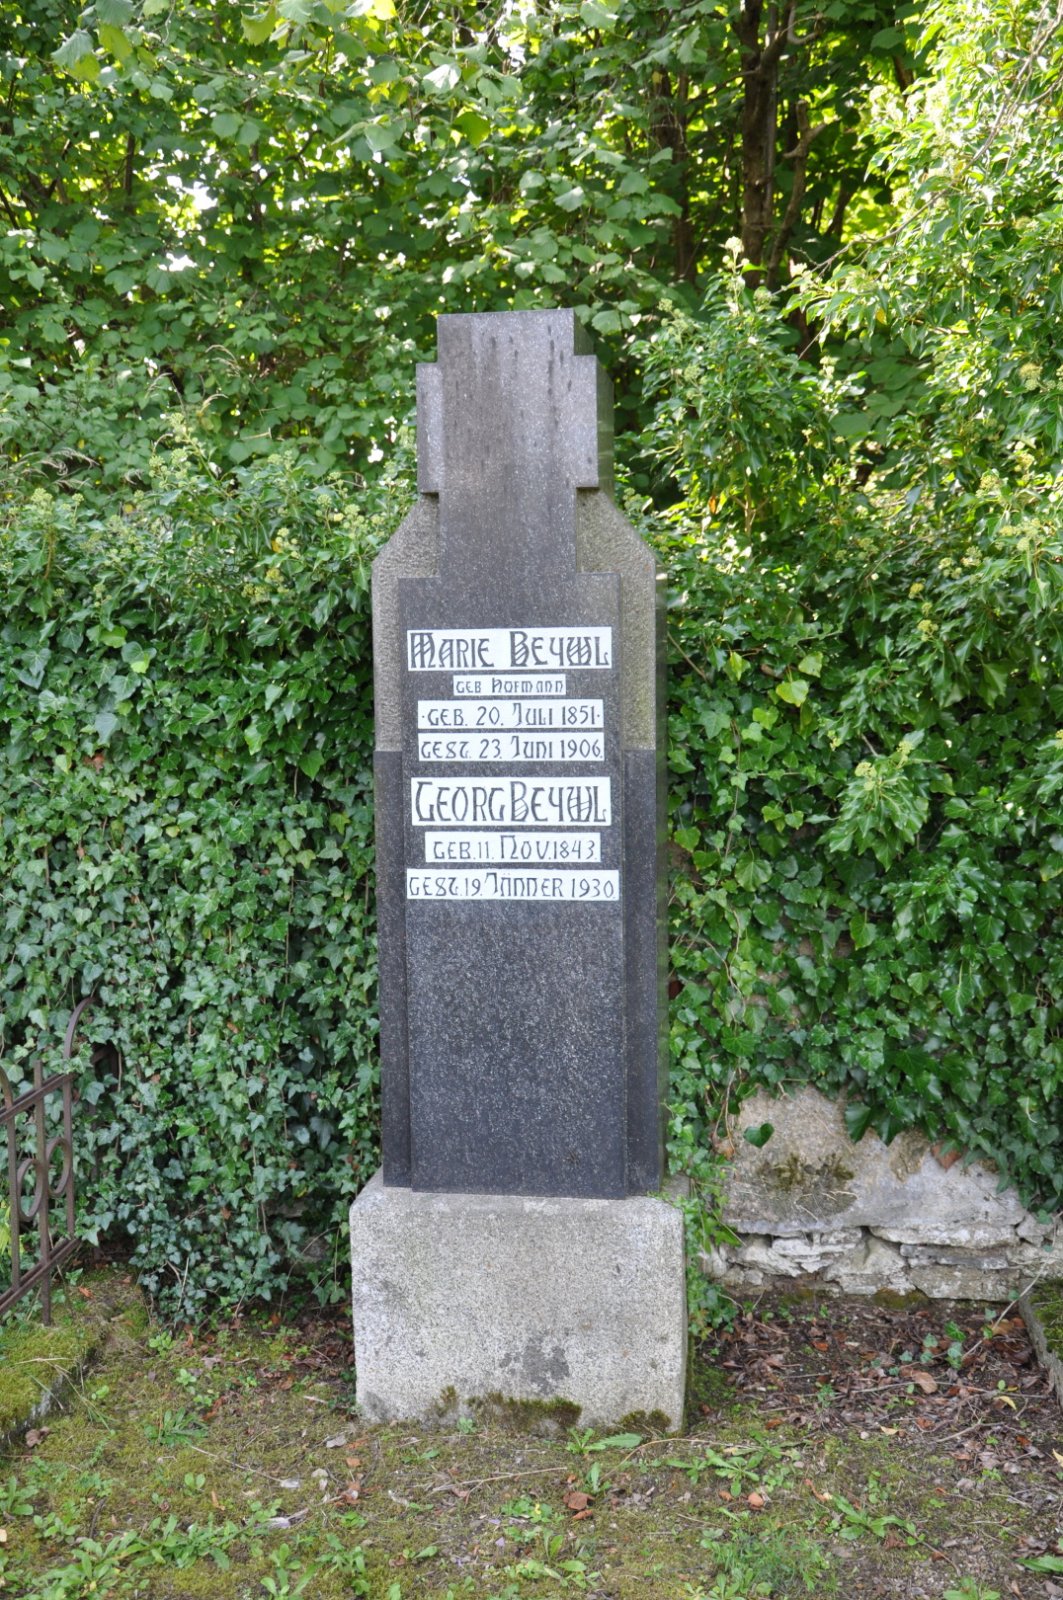 MARIE BEYWL
GEB HOFMANN
·GEB. 20. JULI 1851·
GEST. 23. JUNI 1906.
GEORG BEYWL
GEB. 11. NOV. 1843.
GEST. 19. JÄNNER 1930.